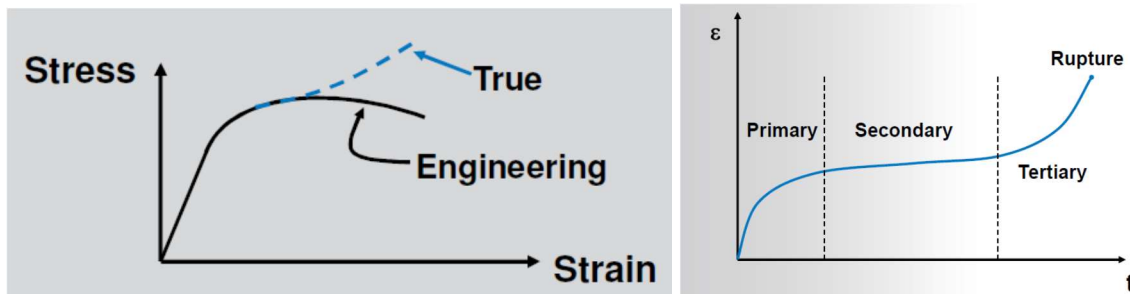 Stress
True
Engineering
Strain
ε
Rupture
Primary
Secondary
Tertiary
t